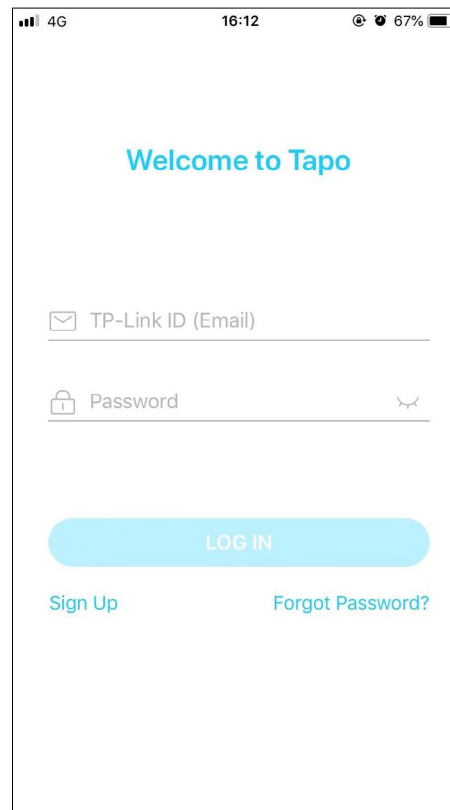 4G 16:12 67%
Welcome to Tapo
TP-Link ID (Email)
Password
LOG IN
Sign Up Forgot Password?